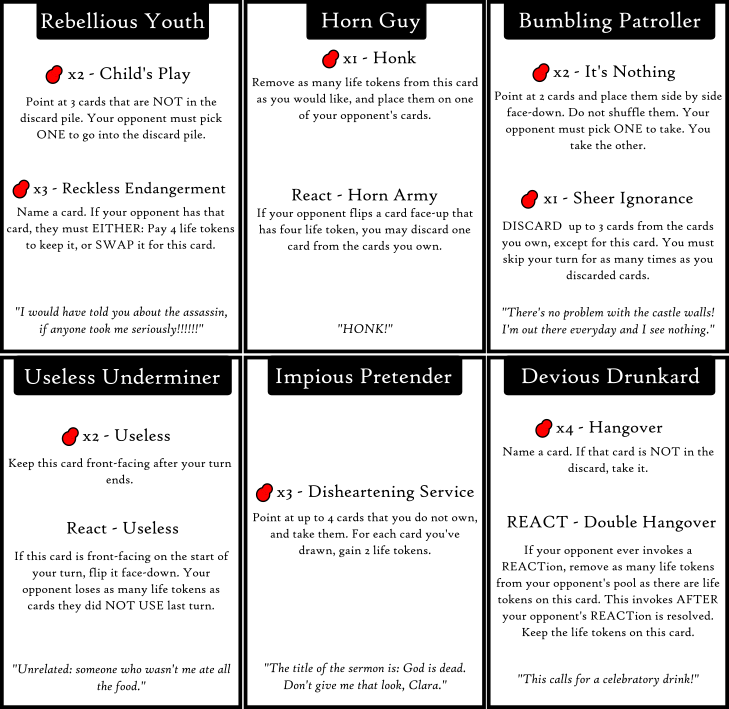 Rebellious Youth
x2 - Child's Play
Point at 3 cards that are NOT in the
discard pile. Your opponent must pick
ONE to go into the discard pile.
x3 - Reckless Endangerment
Name a card. If your opponent has that
card, they must EITHER: Pay 4 life tokens
to keep it, or SWAP it for this card.
"I would have told you about the assassin,
if anyone took me seriously!!!!!!"
Horn Guy
x1 - Honk
Remove as many life tokens from this card
as you would like, and place them on one
of your opponent's cards.
React - Horn Army
If your opponent flips a card face-up that
has four life token, you may discard one
card from the cards you own.
"HONK!"
Bumbling Patroller
x2 - It's Nothing
Point at 2 cards and place them side by side
face-down. Do not shuffle them. Your
opponent must pick ONE to take. You
take the other.
x1 - Sheer Ignorance
DISCARD up to 3 cards from the cards
you own, except for this card. You must
skip your turn for as many times as you
discarded cards.
"There's no problem with the castle walls!
I'm out there everyday and I see nothing."
Useless Underminer
x2 - Useless
Keep this card front-facing after your turn
ends.
React - Useless
If this card is front-facing on the start of
your turn, flip it face-down. Your
opponent loses as many life tokens as
cards they did NOT USE last turn.
"Unrelated: someone who wasn't me ate all
the food."
Impious Pretender
x3 - Disheartening Service
Point at up to 4 cards that you do not own,
and take them. For each card you've
drawn, gain 2 life tokens.
"The title of the sermon is: God is dead.
Don't give me that look, Clara."
Devious Drunkard
x4 - Hangover
Name a card. If that card is NOT in the
discard, take it.
REACT - Double Hangover
If your opponent ever invokes a
REACTion, remove as many life tokens
from your opponent's pool as there are life
tokens on this card. This invokes AFTER
your opponent's REACTion is resolved.
Keep the life tokens on this card.
"This calls for a celebratory drink!"